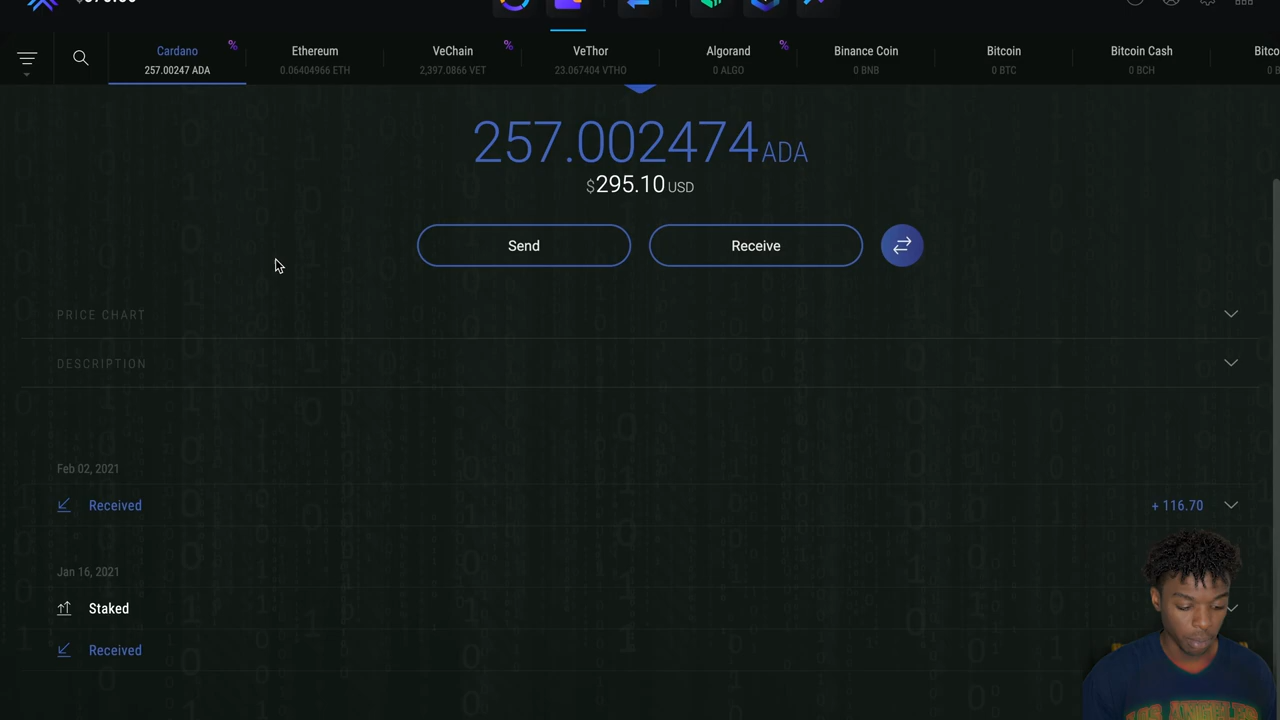 Cardano
257.00247 ADA
%
Ethereum
0.06404966 ETH
VeChain
2,397.0866 VET
%
VeThor
23.067404 VTHO
Algorand
0 ALGO
%
Binance Coin
0 BNB
Bitcoin
0 BTC
Bitcoin Cash
0 BCH
257.002474 ADA
$295.10 USD
Send
Receive
PRICE CHART
DESCRIPTION
Feb 02, 2021
Received
+ 116.70
Jan 16, 2021
Staked
Received